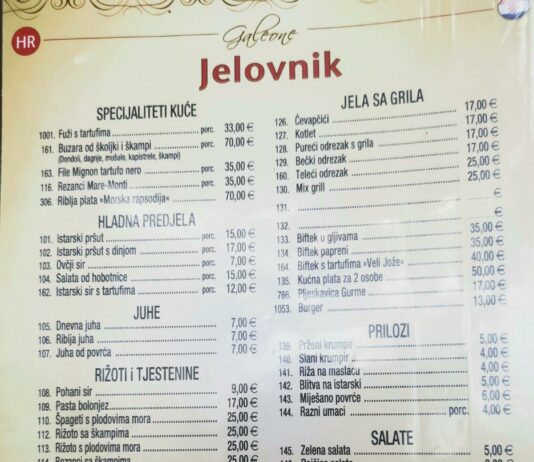 HR
Galeone
Jelovnik
SPECIJALITETI KUĆE
1001. Fuži s tartufima porc. 33,00 €
161. Buzara od školjki i škampi porc. 70,00 €
(Dondoli, dagnje, mušule, kapistrele, škampi)
163. File Mignon tartufo nero porc. 35,00 €
116. Rezanci Mare-Monti porc. 35,00 €
306. Riblja plata »Morska rapsodija« 70,00 €
HLADNA PREDJELA
101. Istarski pršut porc. 15,00 €
102. Istarski pršut s dinjom porc. 17,00 €
103. Ovčji sir porc. 7,00 €
104. Salata od hobotnice porc. 15,00 €
162. Istarski sir s tartufima porc. 12,00 €
JUHE
105. Dnevna juha 7,00 €
106. Riblja juha 7,00 €
107. Juha od povrća 7,00 €
RIŽOTI i TJESTENINE
108. Pohani sir 9,00 €
109. Pasta bolonjez 17,00 €
110. Špageti s plodovima mora 25,00 €
112. Rižoto sa škampima 25,00 €
113. Rižoto s plodovima mora 25,00 €
114. Rezanci sa škampima 25,00 €
JELA SA GRILA
126. Ćevapčići 17,00 €
127. Kotlet 17,00 €
128. Pureći odrezak s grila 17,00 €
129. Bečki odrezak 25,00 €
160. Teleći odrezak 25,00 €
130. Mix grill
131. €
132. €
133. Biftek u gljivama 35,00 €
134. Biftek papreni 35,00 €
164. Biftek s tartufima »Veli Jože« 40,00 €
135. Kućna plata za 2 osobe 50,00 €
766. Pljeskavica Gurme 17,00 €
1053. Burger 13,00 €
PRILOZI
139. Prženi krumpir 5,00 €
140. Slani krumpir 4,00 €
141. Riža na maslacu 4,00 €
142. Blitva na istarski 5,00 €
143. Miješano povrće 6,00 €
144. Razni umaci porc. 4,00 €
SALATE
145. Zelena salata 5,00 €